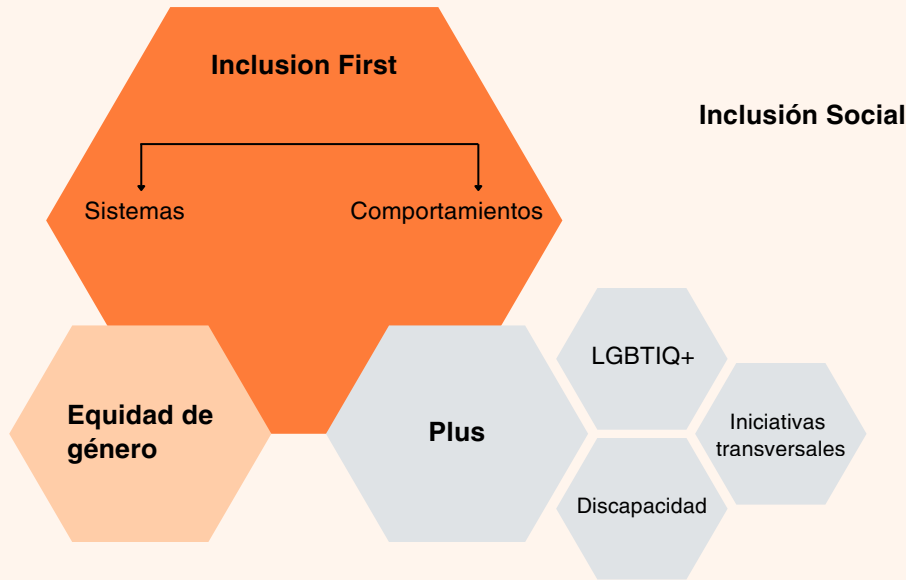 Inclusion First
Inclusión Social
Sistemas
Comportamientos
LGBTIQ+
Equidad de
género
Plus
Iniciativas
transversales
Discapacidad